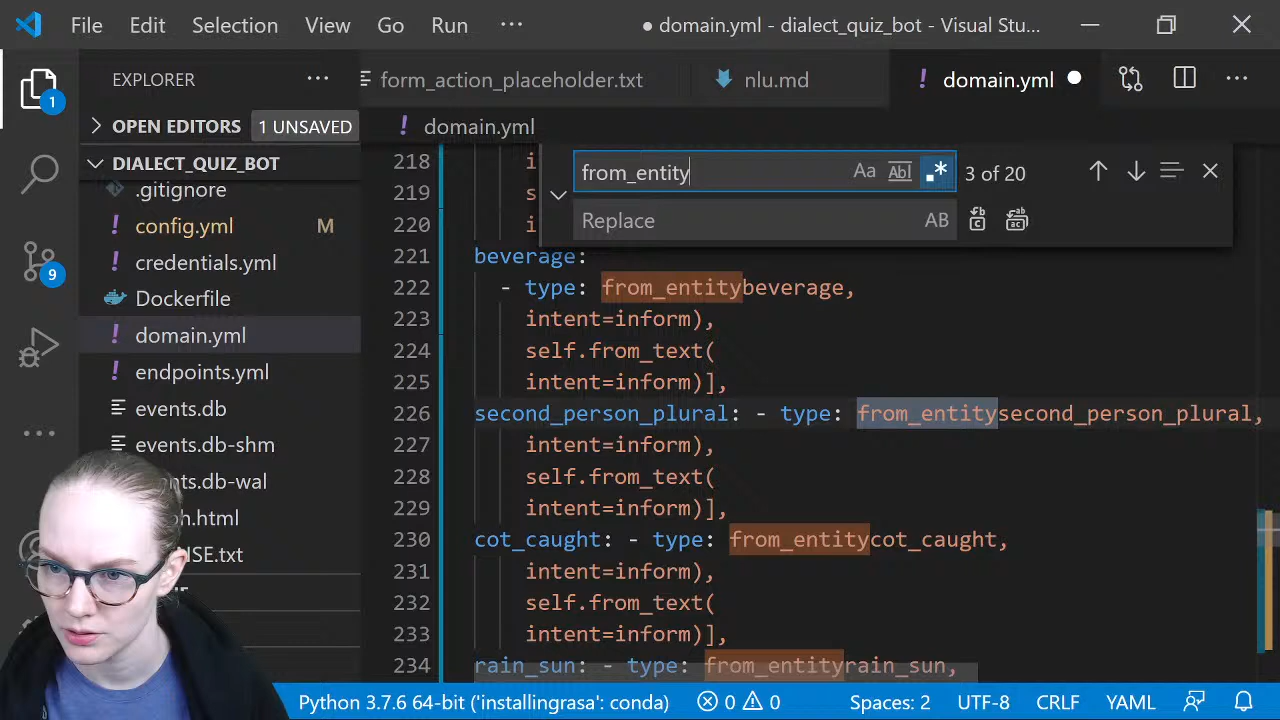 File Edit Selection View Go Run ··· ● domain.yml - dialect_quiz_bot - Visual Stu...
EXPLORER ···
form_action_placeholder.txt nlu.md ! domain.yml
OPEN EDITORS 1 UNSAVED
! domain.yml
DIALECT_QUIZ_BOT
.gitignore
! config.yml M
! credentials.yml
Dockerfile
! domain.yml
! endpoints.yml
events.db
events.db-shm
1
9
from_entity Aa Abl .* 3 of 20
Replace AB
218 i
219 s
220 i
221 beverage:
222 - type: from_entitybeverage,
223 intent=inform),
224 self.from_text(
225 intent=inform)],
226 second_person_plural: - type: from_entitysecond_person_plural,
227 intent=inform),
228 self.from_text(
229 intent=inform)],
230 cot_caught: - type: from_entitycot_caught,
231 intent=inform),
232 self.from_text(
233 intent=inform)],
234 rain_sun: - type: from_entityrain_sun,
Python 3.7.6 64-bit ('installingrasa': conda) 0 0 Spaces: 2 UTF-8 CRLF YAML